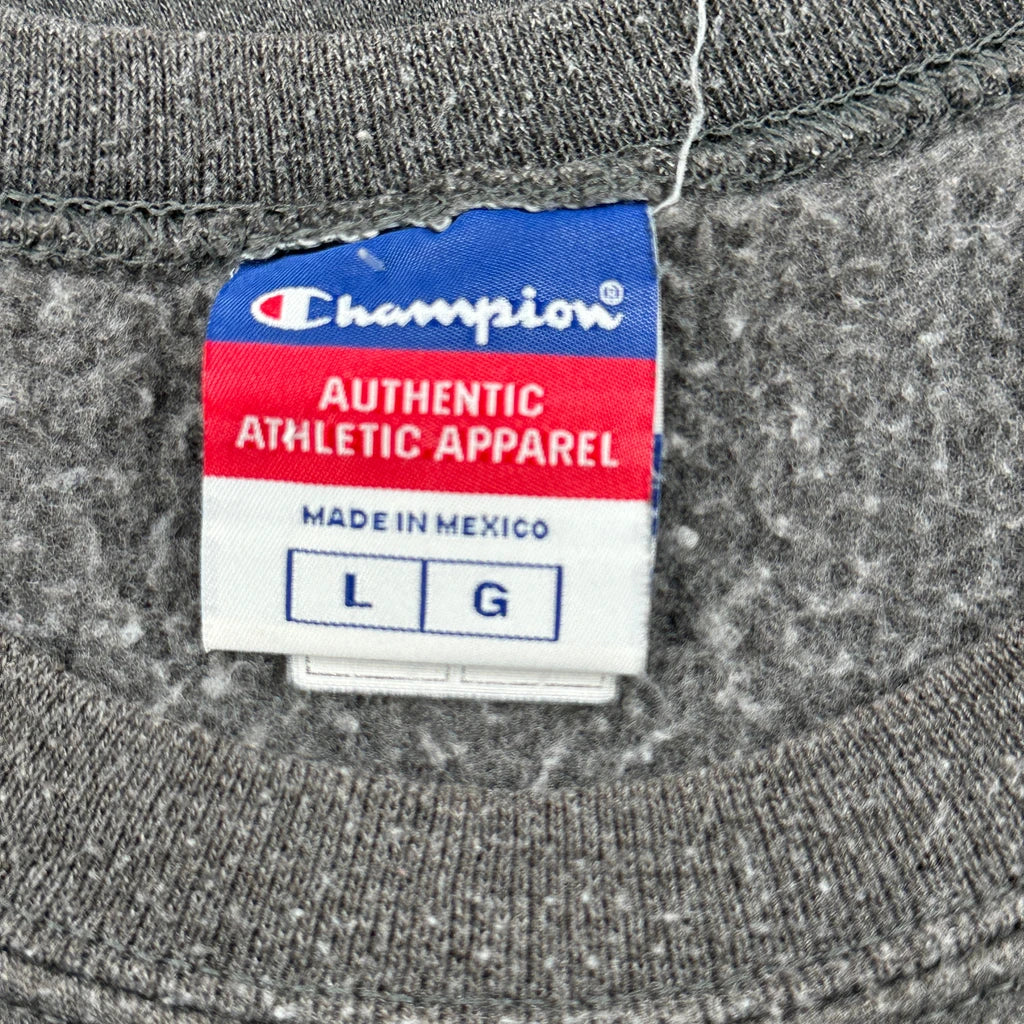 Champion®
AUTHENTIC
ATHLETIC APPAREL
MADE IN MEXICO
L G